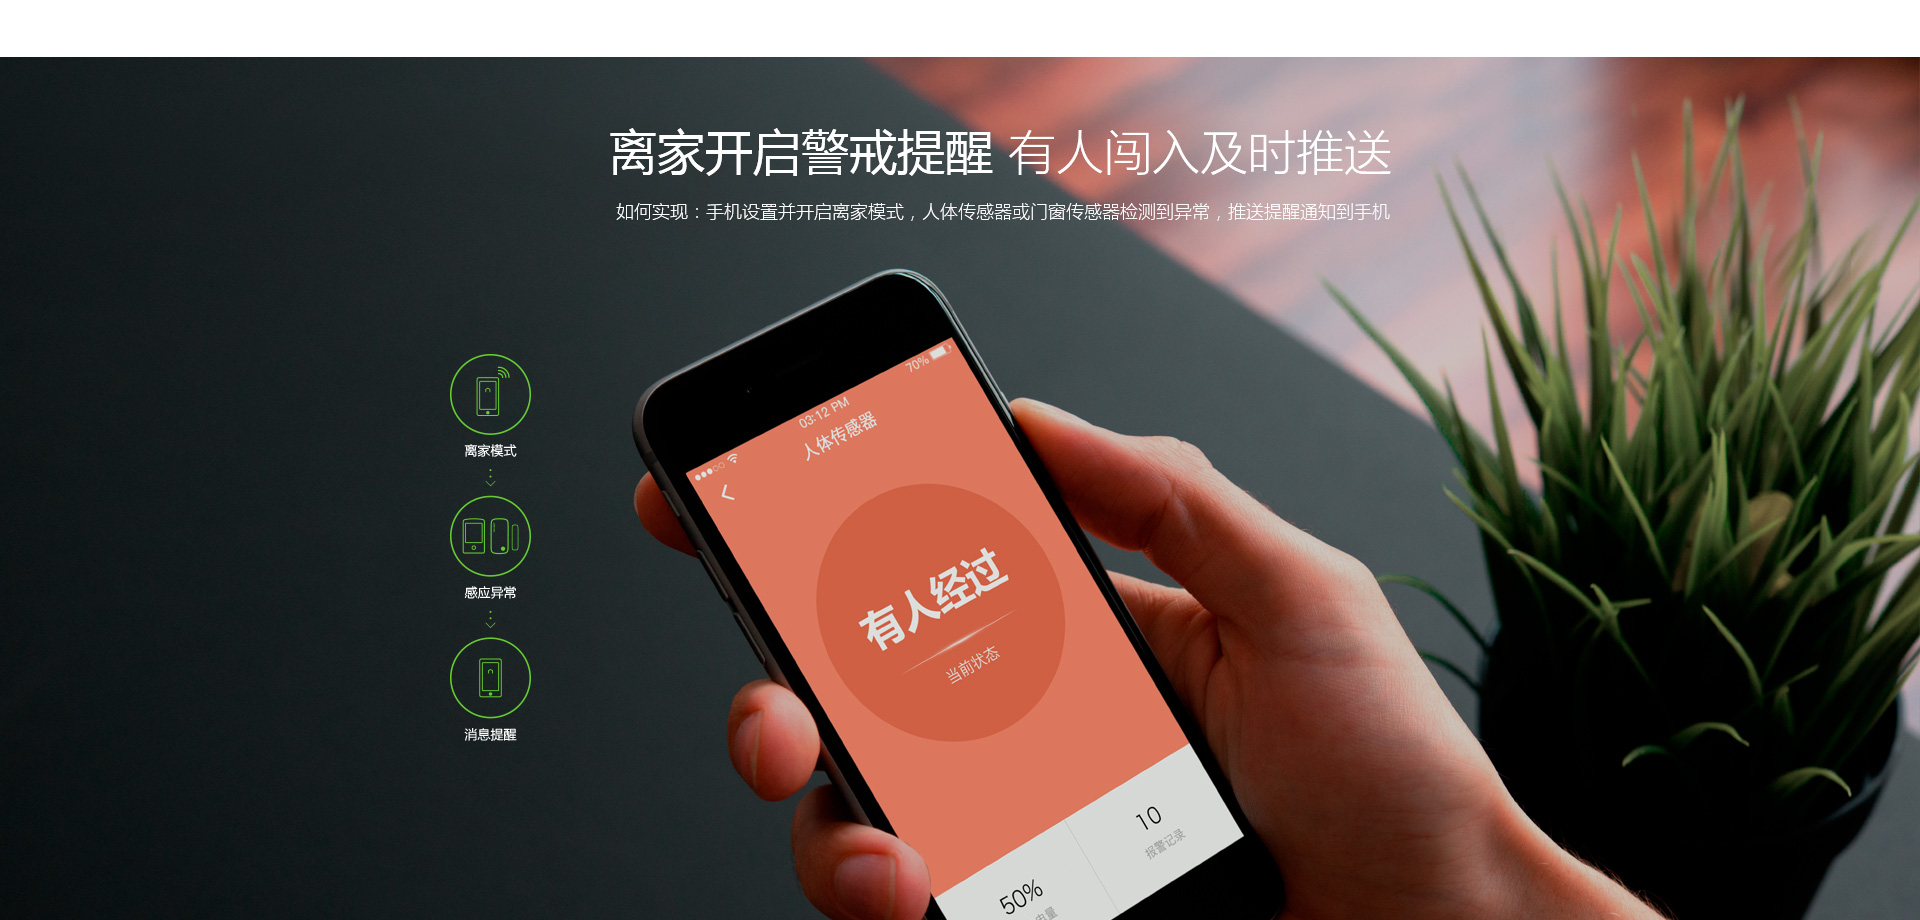 离家开启警戒提醒 有人闯入及时推送
如何实现：手机设置并开启离家模式，人体传感器或门窗传感器检测到异常，推送提醒通知到手机
离家模式
感应异常
消息提醒
70%
03:12 PM
人体传感器
有人经过
当前状态
10
报警记录
50%
电量